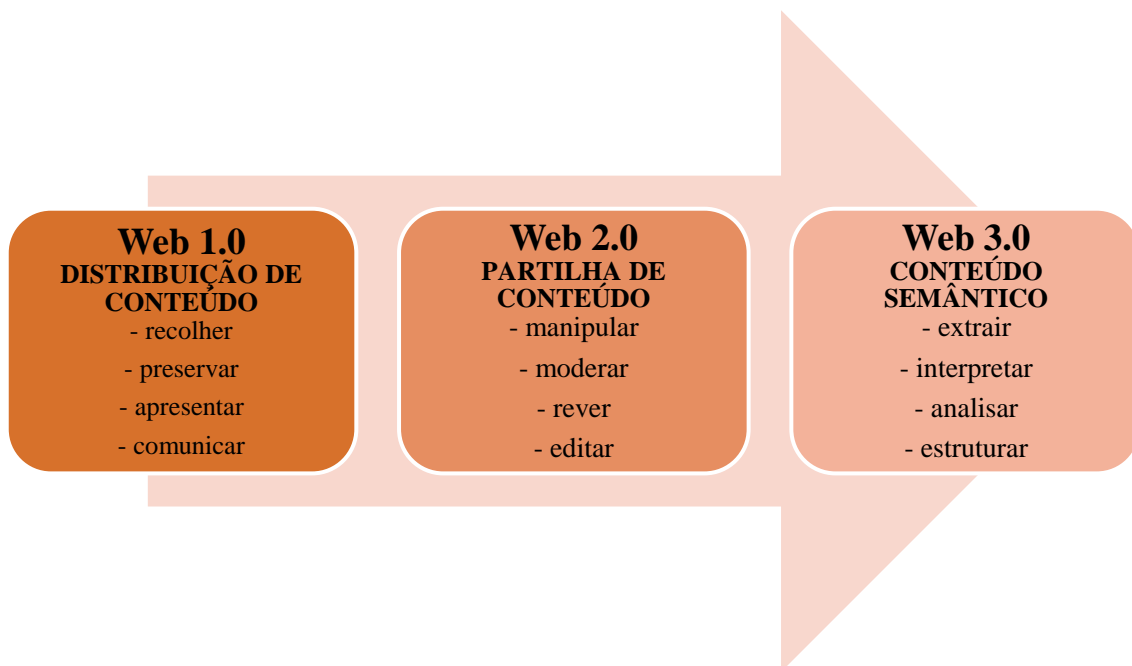 Web 1.0
DISTRIBUIÇÃO DE
CONTEÚDO
- recolher
- preservar
- apresentar
- comunicar
Web 2.0
PARTILHA DE
CONTEÚDO
- manipular
- moderar
- rever
- editar
Web 3.0
CONTEÚDO
SEMÂNTICO
- extrair
- interpretar
- analisar
- estruturar